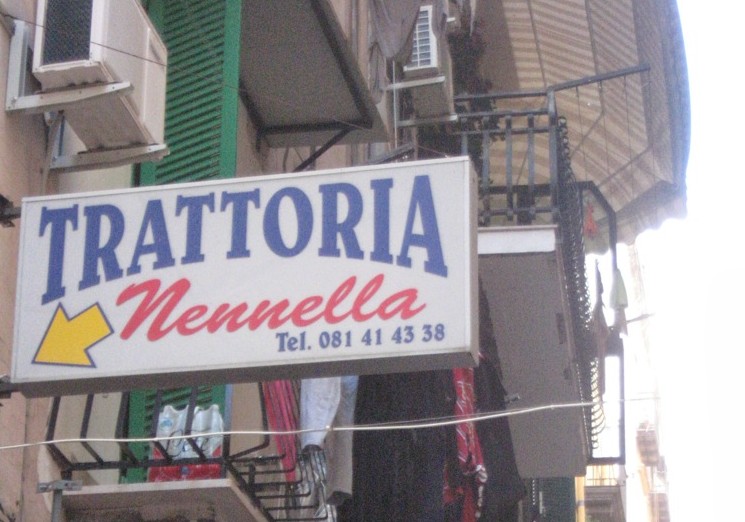 TRATTORIA
Nennella
Tel. 081 41 43 38